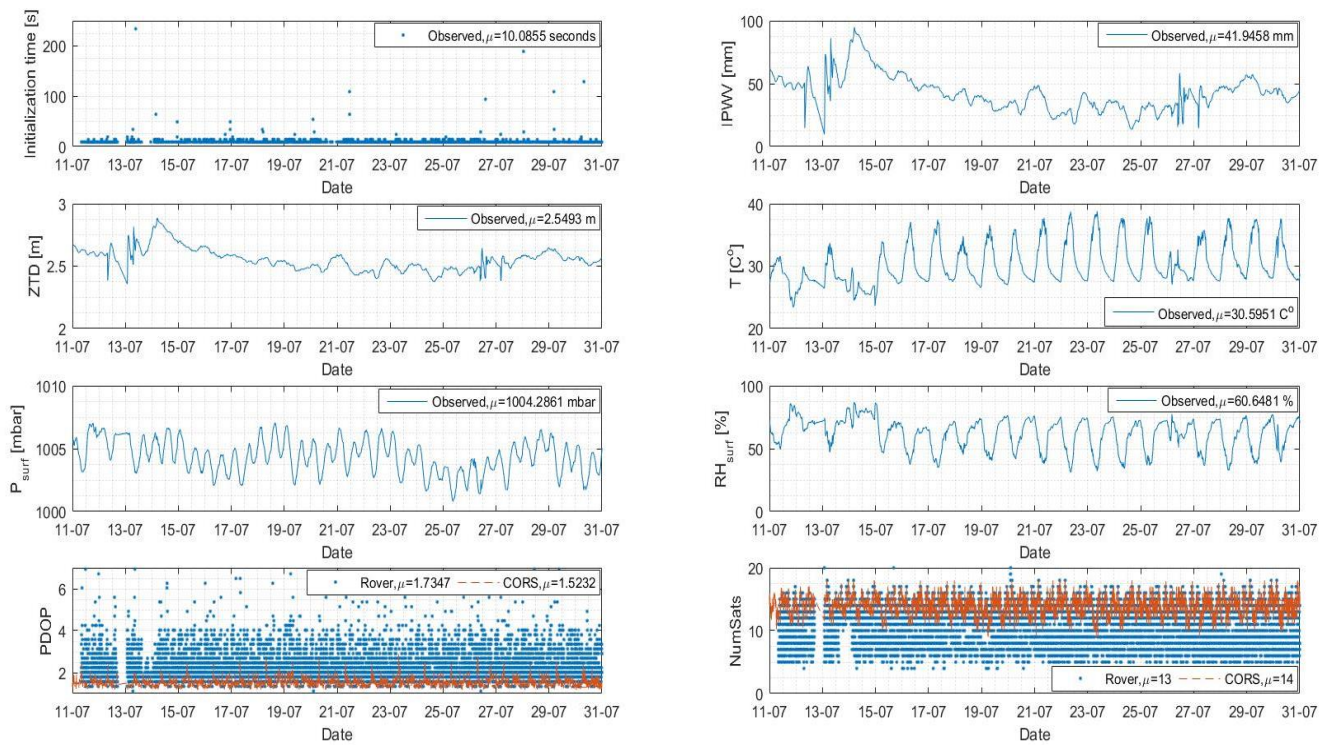 Initialization time [s]
200
100
0
Observed,μ=10.0855 seconds
11-07 13-07 15-07 17-07 19-07 21-07 23-07 25-07 27-07 29-07 31-07
Date
IPWV [mm]
100
50
0
Observed,μ=41.9458 mm
11-07 13-07 15-07 17-07 19-07 21-07 23-07 25-07 27-07 29-07 31-07
Date
ZTD [m]
3
2.5
2
Observed,μ=2.5493 m
11-07 13-07 15-07 17-07 19-07 21-07 23-07 25-07 27-07 29-07 31-07
Date
T [C°]
40
30
20
Observed,μ=30.5951 C°
11-07 13-07 15-07 17-07 19-07 21-07 23-07 25-07 27-07 29-07 31-07
Date
P surf [mbar]
1010
1005
1000
Observed,μ=1004.2861 mbar
11-07 13-07 15-07 17-07 19-07 21-07 23-07 25-07 27-07 29-07 31-07
Date
RH surf [%]
100
50
0
Observed,μ=60.6481 %
11-07 13-07 15-07 17-07 19-07 21-07 23-07 25-07 27-07 29-07 31-07
Date
PDOP
6
4
2
Rover,μ=1.7347 CORS,μ=1.5232
11-07 13-07 15-07 17-07 19-07 21-07 23-07 25-07 27-07 29-07 31-07
Date
NumSats
20
10
0
Rover,μ=13 CORS,μ=14
11-07 13-07 15-07 17-07 19-07 21-07 23-07 25-07 27-07 29-07 31-07
Date